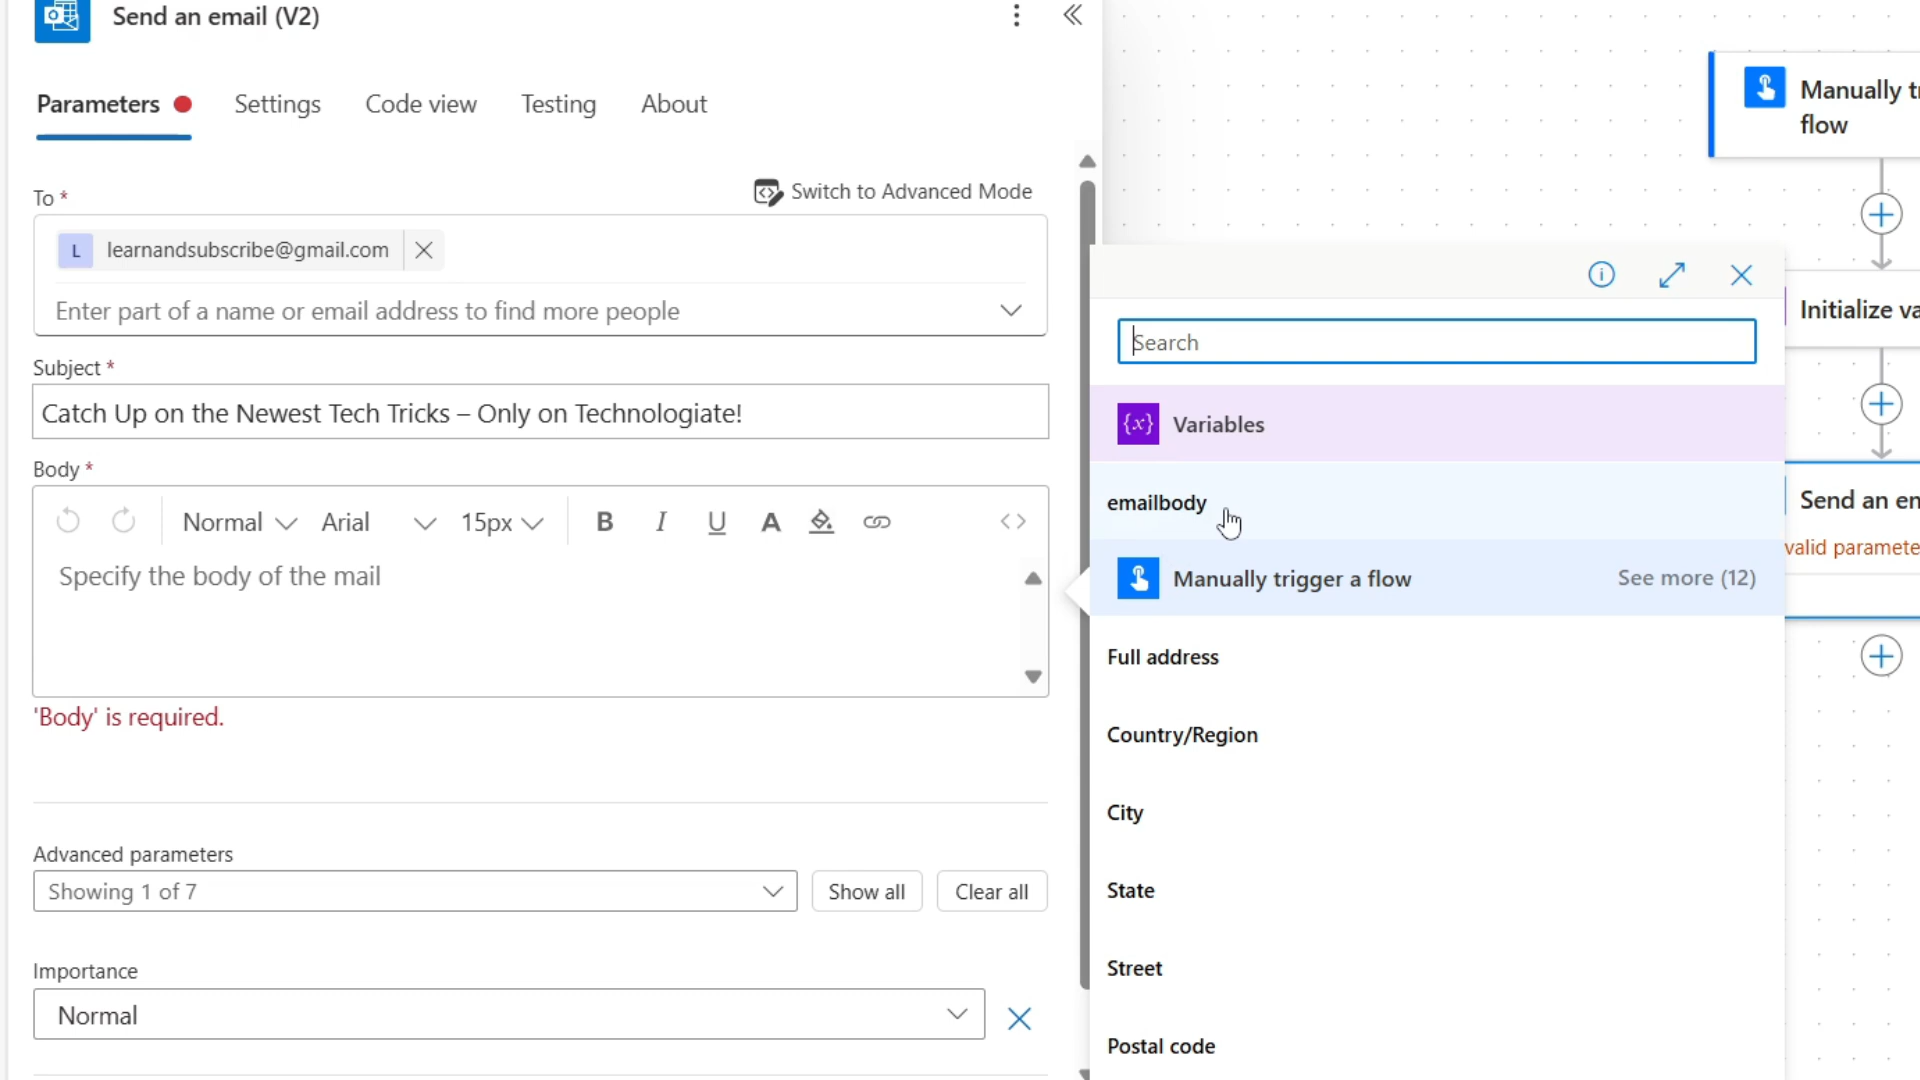 Send an email (V2)
Parameters Settings Code view Testing About
To *
Switch to Advanced Mode
L learnandsubscribe@gmail.com
Enter part of a name or email address to find more people
Subject *
Catch Up on the Newest Tech Tricks – Only on Technologiate!
Body *
Normal Arial 15px B I U A
Specify the body of the mail
'Body' is required.
Advanced parameters
Showing 1 of 7 Show all Clear all
Importance
Normal
Search
{x} Variables
emailbody
Manually trigger a flow See more (12)
Full address
Country/Region
City
State
Street
Postal code
Manually
flow
Initialize
Send an
valid